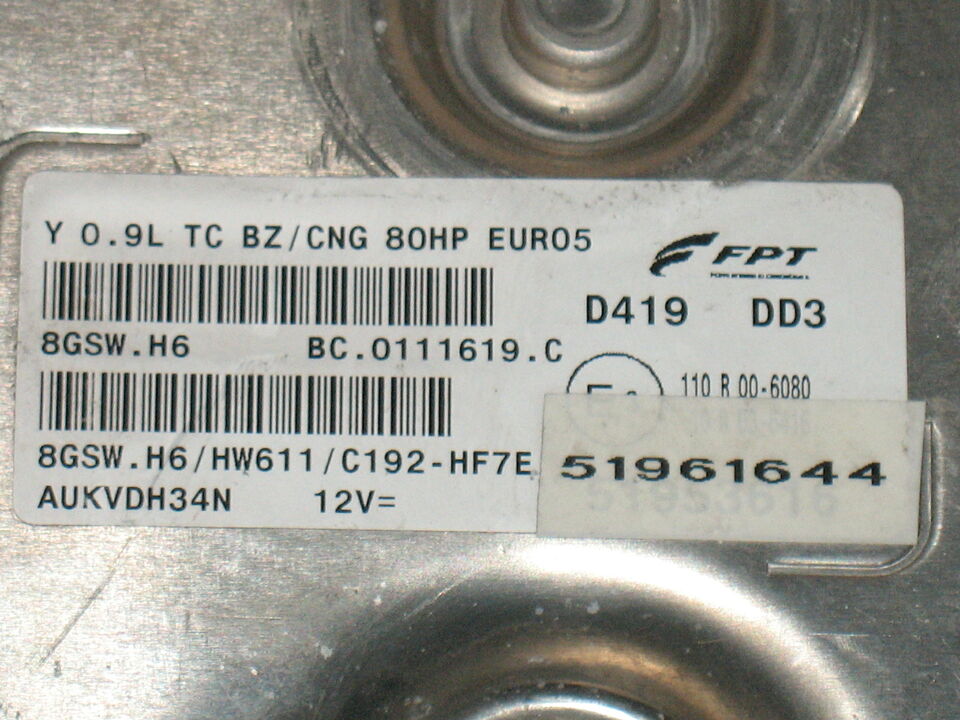 Y 0.9L TC BZ/CNG 80HP EURO5
FPT
D419 DD3
8GSW.H6 BC.0111619.C
110 R 00-6080
8GSW.H6/HW611/C192-HF7E
51961644
AUKVDH34N 12V=